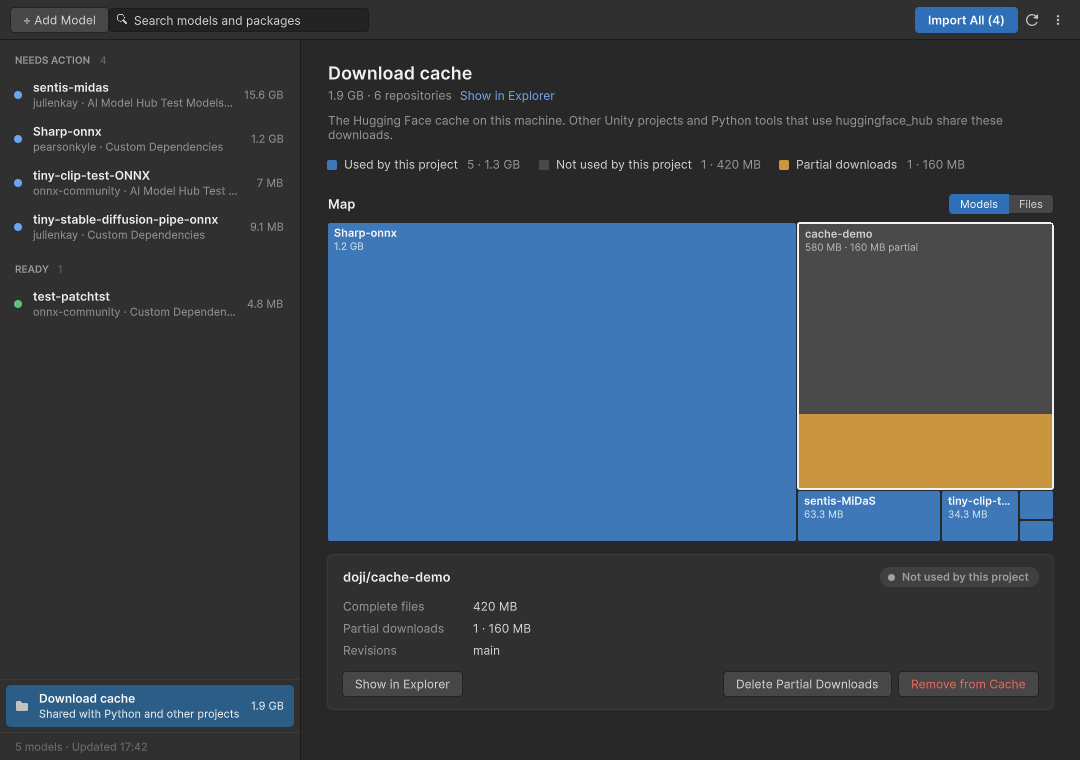 + Add Model
Search models and packages
Import All (4)
NEEDS ACTION 4
sentis-midas
julienkay · AI Model Hub Test Models...
15.6 GB
Sharp-onnx
pearsonkyle · Custom Dependencies
1.2 GB
tiny-clip-test-ONNX
onnx-community · AI Model Hub Test ...
7 MB
tiny-stable-diffusion-pipe-onnx
julienkay · Custom Dependencies
9.1 MB
READY 1
test-patchtst
onnx-community · Custom Dependen...
4.8 MB
Download cache
Shared with Python and other projects
1.9 GB
5 models · Updated 17:42
Download cache
1.9 GB · 6 repositories Show in Explorer
The Hugging Face cache on this machine. Other Unity projects and Python tools that use huggingface_hub share these
downloads.
Used by this project 5 · 1.3 GB Not used by this project 1 · 420 MB Partial downloads 1 · 160 MB
Map
Models Files
Sharp-onnx
1.2 GB
cache-demo
580 MB · 160 MB partial
sentis-MiDaS
63.3 MB
tiny-clip-t...
34.3 MB
doji/cache-demo
Not used by this project
Complete files 420 MB
Partial downloads 1 · 160 MB
Revisions main
Show in Explorer
Delete Partial Downloads
Remove from Cache